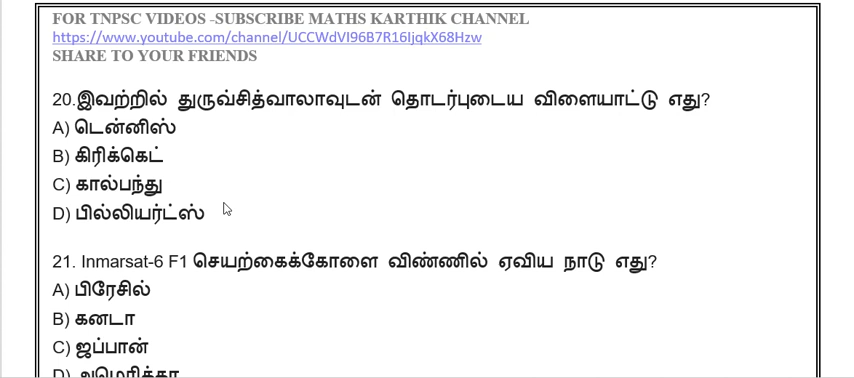 FOR TNPSC VIDEOS -SUBSCRIBE MATHS KARTHIK CHANNEL
https://www.youtube.com/channel/UCCWdVI96B7R16IjqkX68Hzw
SHARE TO YOUR FRIENDS
20.இவற்றில் துருவ்சித்வாலாவுடன் தொடர்புடைய விளையாட்டு எது?
A) டென்னிஸ்
B) கிரிக்கெட்
C) கால்பந்து
D) பில்லியர்ட்ஸ்
21. Inmarsat-6 F1 செயற்கைக்கோளை விண்ணில் ஏவிய நாடு எது?
A) பிரேசில்
B) கனடா
C) ஜப்பான்
D) அமெரிக்கா